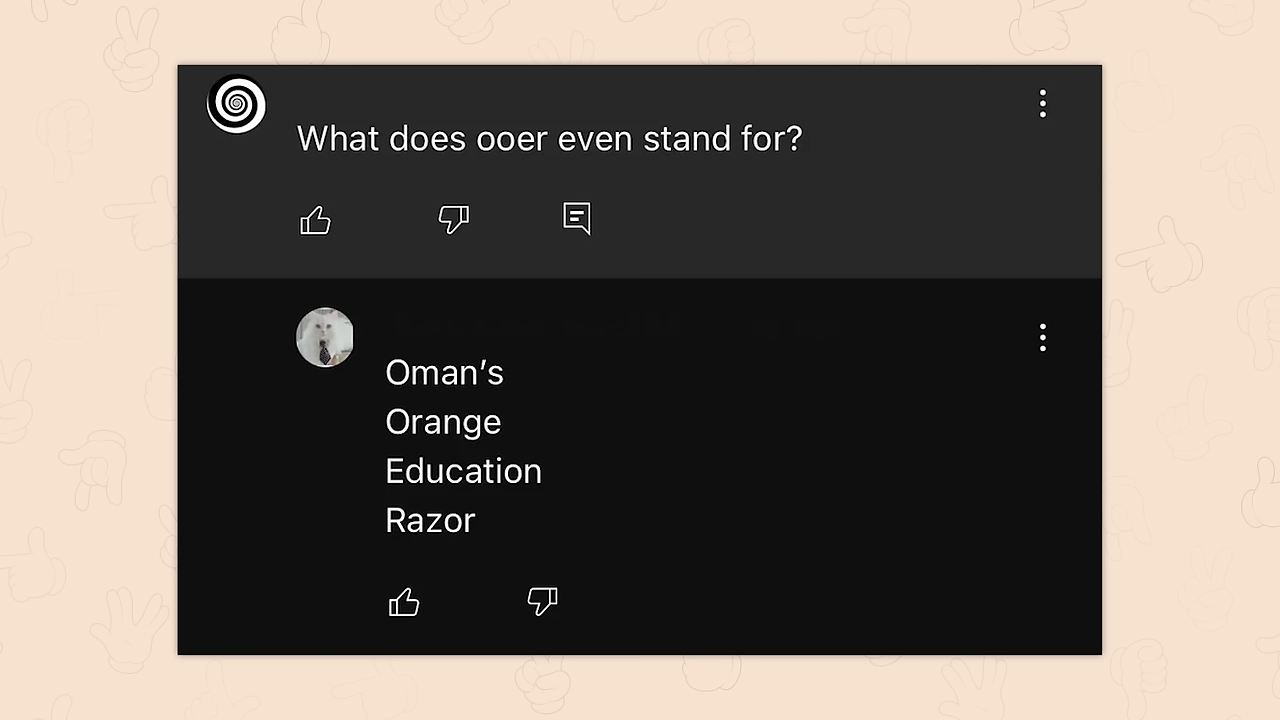 What does ooer even stand for?
Oman’s
Orange
Education
Razor